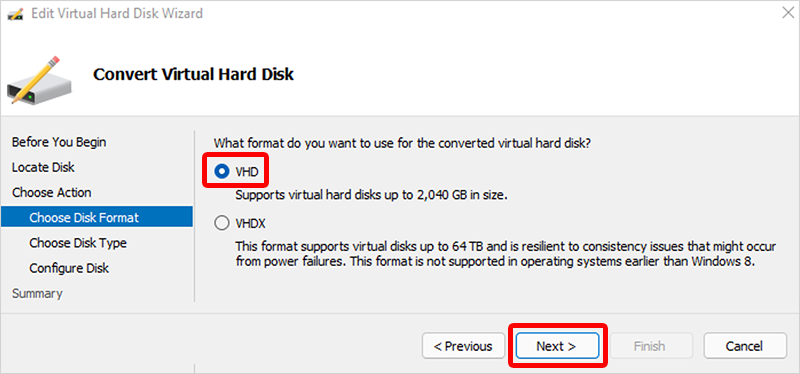 Edit Virtual Hard Disk Wizard
Convert Virtual Hard Disk
Before You Begin
Locate Disk
Choose Action
Choose Disk Format
Choose Disk Type
Configure Disk
Summary
What format do you want to use for the converted virtual hard disk?
VHD
Supports virtual hard disks up to 2,040 GB in size.
VHDX
This format supports virtual disks up to 64 TB and is resilient to consistency issues that might occur
from power failures. This format is not supported in operating systems earlier than Windows 8.
< Previous
Next >
Finish
Cancel